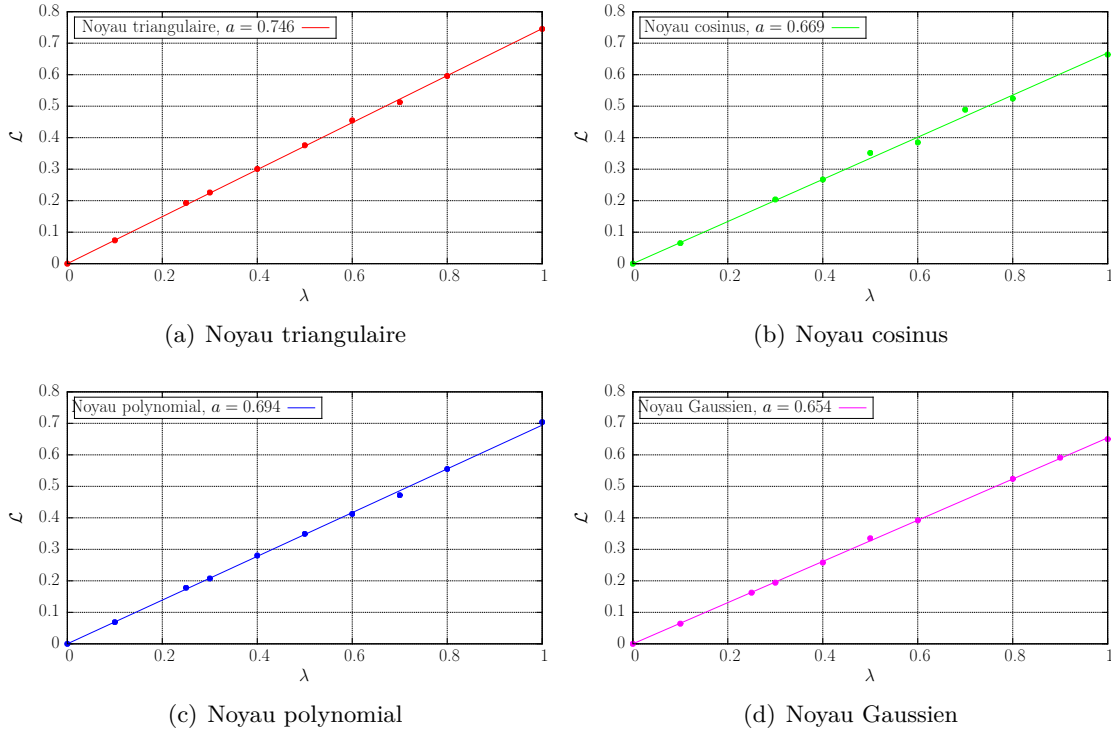 0.8
0.7
0.6
0.5
0.4
0.3
0.2
0.1
0
ℒ
Noyau triangulaire, a = 0.746
0 0.2 0.4 0.6 0.8 1
λ
(a) Noyau triangulaire
0.8
0.7
0.6
0.5
0.4
0.3
0.2
0.1
0
ℒ
Noyau cosinus, a = 0.669
0 0.2 0.4 0.6 0.8 1
λ
(b) Noyau cosinus
0.8
0.7
0.6
0.5
0.4
0.3
0.2
0.1
0
ℒ
Noyau polynomial, a = 0.694
0 0.2 0.4 0.6 0.8 1
λ
(c) Noyau polynomial
0.8
0.7
0.6
0.5
0.4
0.3
0.2
0.1
0
ℒ
Noyau Gaussien, a = 0.654
0 0.2 0.4 0.6 0.8 1
λ
(d) Noyau Gaussien